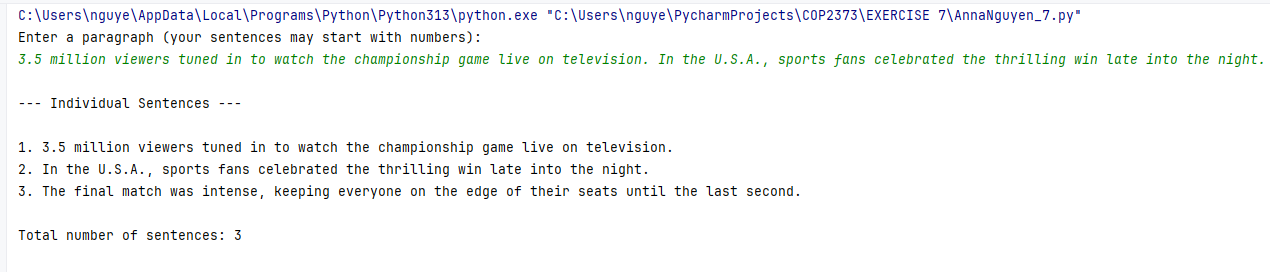 C:\Users\nguye\AppData\Local\Programs\Python\Python313\python.exe "C:\Users\nguye\PycharmProjects\COP2373\EXERCISE 7\AnnaNguyen_7.py"
Enter a paragraph (your sentences may start with numbers):
3.5 million viewers tuned in to watch the championship game live on television. In the U.S.A., sports fans celebrated the thrilling win late into the night.
--- Individual Sentences ---
1. 3.5 million viewers tuned in to watch the championship game live on television.
2. In the U.S.A., sports fans celebrated the thrilling win late into the night.
3. The final match was intense, keeping everyone on the edge of their seats until the last second.
Total number of sentences: 3